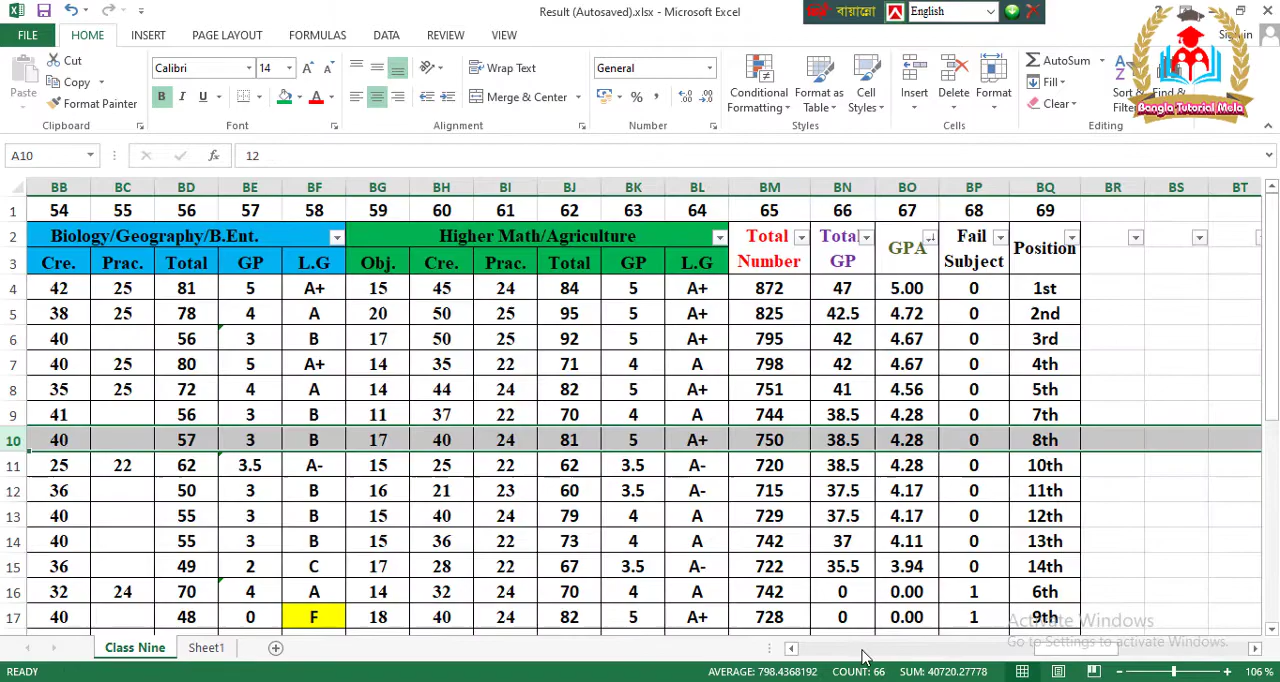 Result (Autosaved).xlsx - Microsoft Excel
বায়ান্নো English
FILE HOME INSERT PAGE LAYOUT FORMULAS DATA REVIEW VIEW
Paste Cut Copy Format Painter Clipboard
Calibri 14 B I U Font
Wrap Text Merge & Center Alignment
General % , Number
Conditional Formatting Format as Table Cell Styles Styles
Insert Delete Format Cells
AutoSum Fill Clear Editing
Bangla Tutorial Mela
A10 fx 12
BB BC BD BE BF BG BH BI BJ BK BL BM BN BO BP BQ BR BS BT
1 54 55 56 57 58 59 60 61 62 63 64 65 66 67 68 69
2 Biology/Geography/B.Ent. Higher Math/Agriculture Total GPA Fail Position
3 Cre. Prac. Total GP L.G Obj. Cre. Prac. Total GP L.G Number GP Subject
4 42 25 81 5 A+ 15 45 24 84 5 A+ 872 47 5.00 0 1st
5 38 25 78 4 A 20 50 25 95 5 A+ 825 42.5 4.72 0 2nd
6 40 56 3 B 17 50 25 92 5 A+ 795 42 4.67 0 3rd
7 40 25 80 5 A+ 14 35 22 71 4 A 798 42 4.67 0 4th
8 35 25 78 4 A 14 44 24 82 5 A+ 751 41 4.56 0 5th
9 41 56 3 B 11 37 22 70 4 A 744 38.5 4.28 0 7th
10 40 57 3 B 17 40 24 81 5 A+ 750 38.5 4.28 0 8th
11 25 22 62 3.5 A- 15 25 22 62 3.5 A- 720 38.5 4.28 0 10th
12 36 50 3 B 16 21 23 60 3.5 A- 715 37.5 4.17 0 11th
13 40 55 3 B 15 40 24 79 4 A 729 37.5 4.17 0 12th
14 40 55 3 B 15 36 22 73 4 A 742 37 4.11 0 13th
15 36 49 2 C 17 28 22 67 3.5 A- 722 35.5 3.94 0 14th
16 32 24 70 4 A 14 32 24 70 4 A 742 0 0.00 1 6th
17 40 48 0 F 18 40 24 82 5 A+ 728 0 0.00 1 9th
Activate Windows
Go to Settings to activate Windows.
Class Nine Sheet1
READY AVERAGE: 798.4368192 COUNT: 66 SUM: 40720.27778 106 %